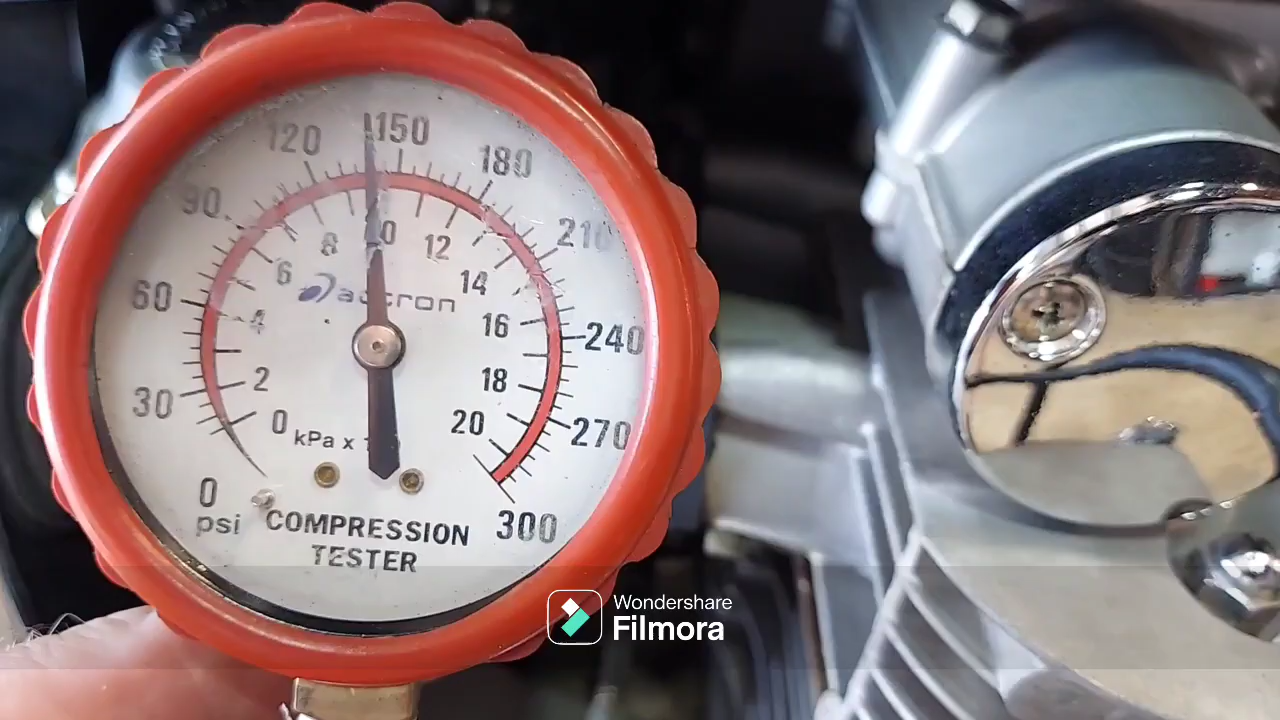 120 150 180
90 210
8 10 12
6 14
actron
60 4 16 240
2 18
30 0 20 270
kPa x 1
0 psi
COMPRESSION
TESTER
300
Wondershare
Filmora